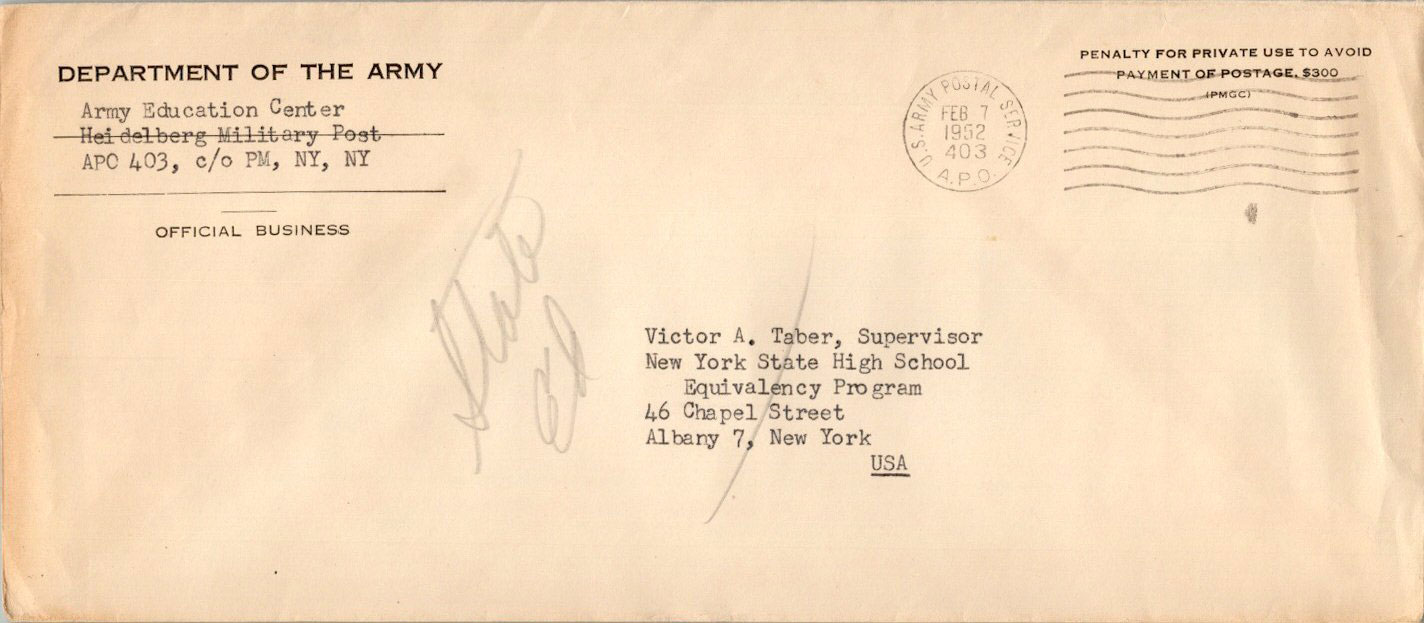 DEPARTMENT OF THE ARMY
Army Education Center
Heidelberg Military Post
APO 403, c/o PM, NY, NY
OFFICIAL BUSINESS
U.S. ARMY POSTAL SERVICE
FEB 7
1952
403
A.P.O.
PENALTY FOR PRIVATE USE TO AVOID
PAYMENT OF POSTAGE, $300
(PMGC)
State
Ed
Victor A. Taber, Supervisor
New York State High School
Equivalency Program
46 Chapel Street
Albany 7, New York
USA